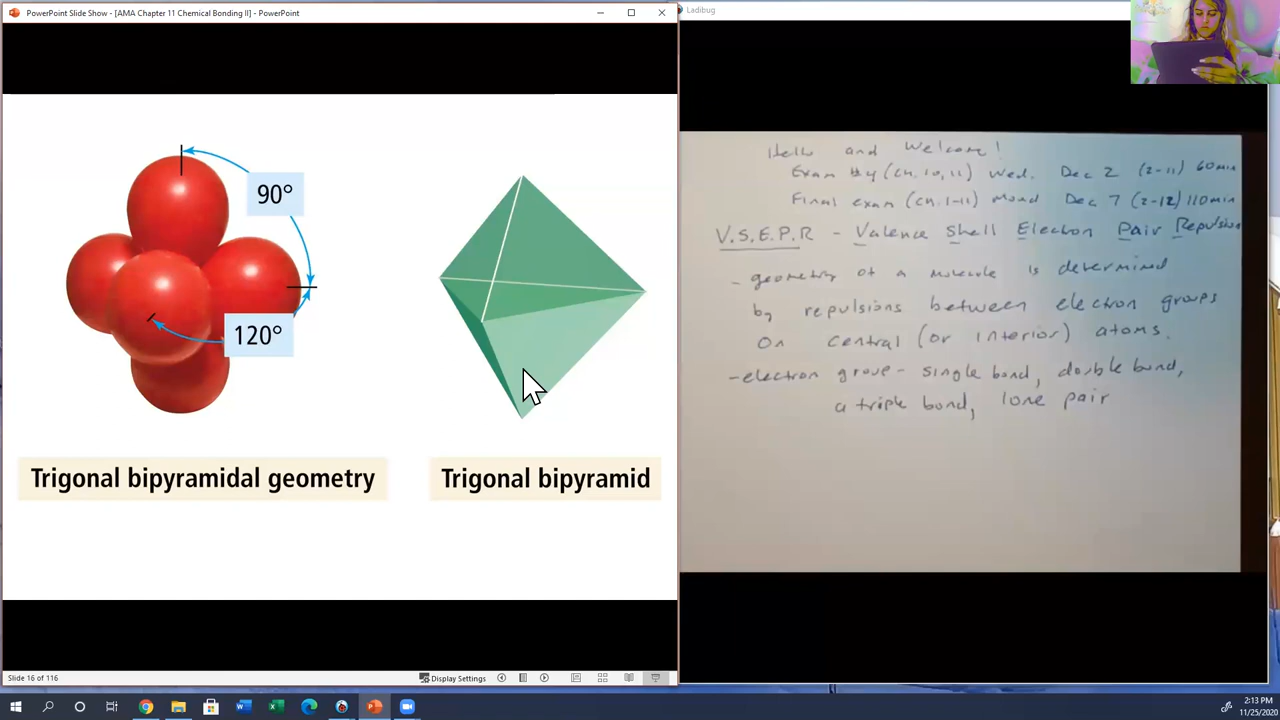 PowerPoint Slide Show - [AMA Chapter 11 Chemical Bonding II] - PowerPoint
90°
120°
Trigonal bipyramidal geometry
Trigonal bipyramid
Slide 16 of 116
Display Settings
Ladibug
Hello and Welcome!
Exam #4 (Ch. 10, 11) Wed. Dec 2 (2-11) 60min
Final exam (Ch. 1-11) Mond Dec 7 (2-12) 110min
V.S.E.P.R - Valence Shell Electron Pair Repulsion
- geometry of a molecule is determined
by repulsions between electron groups
on central (or interior) atoms.
- electron group - single bond, double bond,
a triple bond, lone pair
2:13 PM
11/25/2020